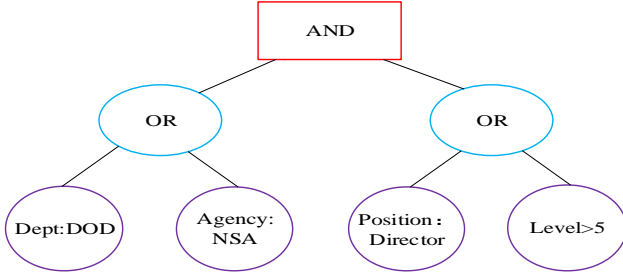 AND
OR
OR
Dept:DOD
Agency:
NSA
Position：
Director
Level>5